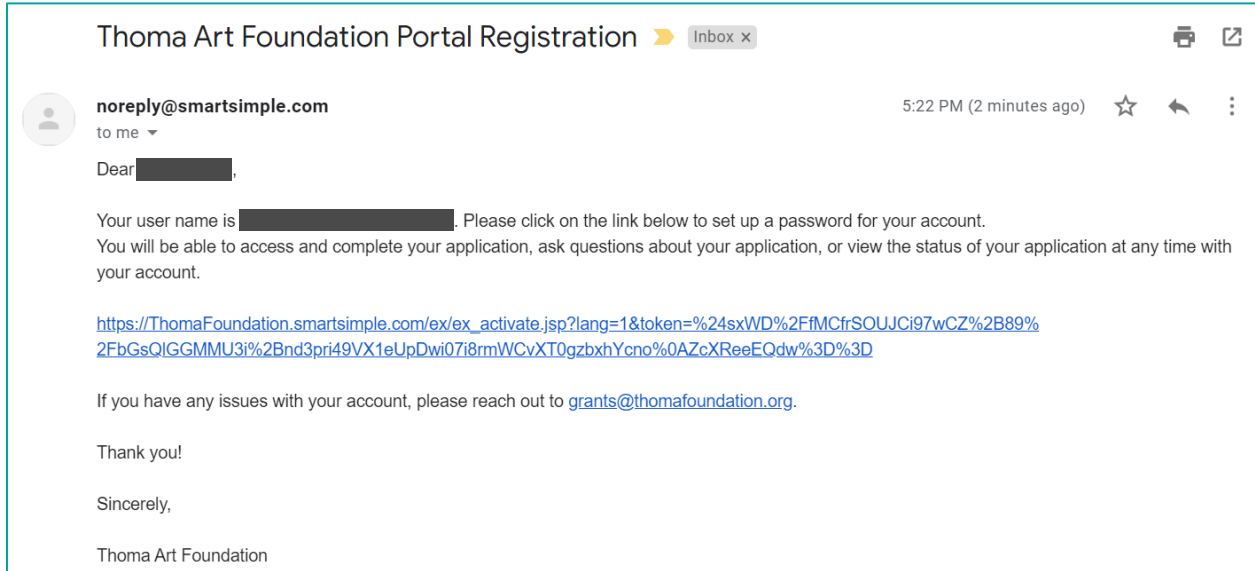 Thoma Art Foundation Portal Registration Inbox x
noreply@smartsimple.com 5:22 PM (2 minutes ago)
to me
Dear ,
Your user name is . Please click on the link below to set up a password for your account.
You will be able to access and complete your application, ask questions about your application, or view the status of your application at any time with
your account.
https://ThomaFoundation.smartsimple.com/ex/ex_activate.jsp?lang=1&token=%24sxWD%2FfMCfrSOUJCi97wCZ%2B89%
2FbGsQlGGMMU3i%2Bnd3pri49VX1eUpDwi07i8rmWCvXT0gzbxhYcno%0AZcXReeEQdw%3D%3D
If you have any issues with your account, please reach out to grants@thomafoundation.org.
Thank you!
Sincerely,
Thoma Art Foundation